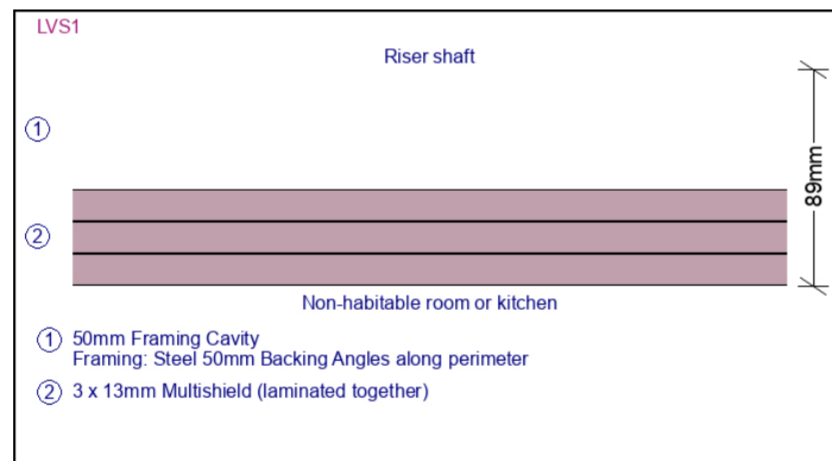 LVS1
Riser shaft
1
89mm
2
Non-habitable room or kitchen
1 50mm Framing Cavity
Framing: Steel 50mm Backing Angles along perimeter
2 3 x 13mm Multishield (laminated together)